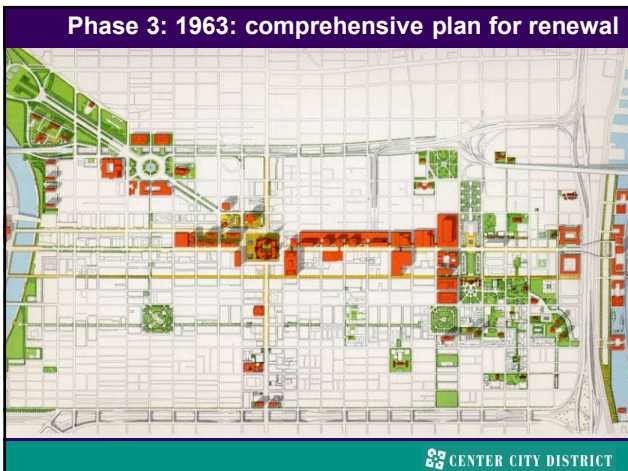 Phase 3: 1963: comprehensive plan for renewal
CENTER CITY DISTRICT